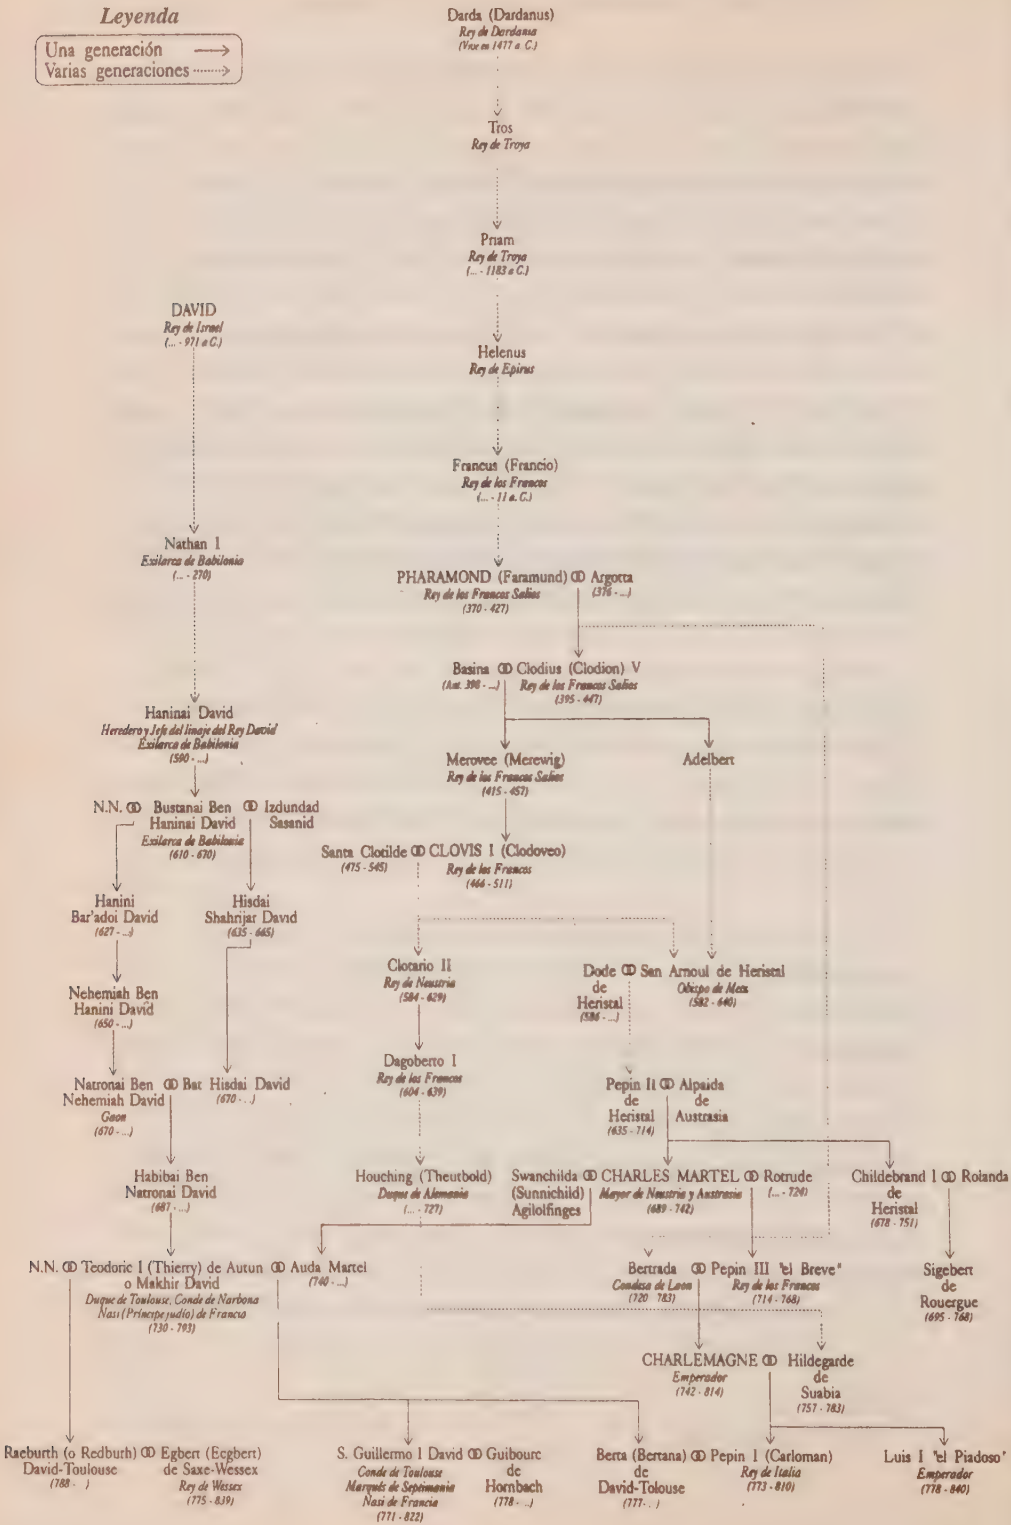 Leyenda
Una generación
Varias generaciones
Darda (Dardanus)
Rey de Dardania
(Vive en 1477 a. C.)
Tros
Rey de Troya
Priam
Rey de Troya
(... - 1183 a C.)
DAVID
Rey de Israel
(... - 971 a C.)
Helenus
Rey de Epirus
Francus (Francio)
Rey de los Francos
(... - 11 a. C.)
Nathan I
Exilarca de Babilonia
(... - 270)
PHARAMOND (Faramund) Argotta
Rey de los Francos Salios
(370 - 427)
(376 - ...)
Basina Clodius (Clodion) V
(Ant. 398 - ...) Rey de los Francos Salios
(395 - 447)
Haninai David
Heredero y Jefe del linaje del Rey David
Exilarca de Babilonia
(590 - ...)
Merovee (Merewig)
Rey de los Francos Salios
(415 - 457)
Adelbert
N.N. Bustanai Ben Izdundad
Haninai David Sasanid
Exilarca de Babilonia
(610 - 670)
Santa Clotilde CLOVIS I (Clodoveo)
(475 - 545) Rey de los Francos
(466 - 511)
Hanini
Bar'adoi David
(627 - ...)
Hisdai
Shahrijar David
(635 - 665)
Clotario II
Rey de Neustria
(584 - 629)
Dode San Arnoul de Heristal
de Obispo de Metz
Heristal (582 - 640)
(586 - ...)
Nehemiah Ben
Hanini David
(650 - ...)
Dagoberto I
Rey de los Francos
(604 - 639)
Natronai Ben Bat Hisdai David
Nehemiah David (670 - ...)
Gaon
(670 - ...)
Pepin II Alpaida
de de
Heristal Austrasia
(635 - 714)
Habibai Ben
Natronai David
(687 - ...)
Houching (Theutbold)
Duque de Alemania
(... - 727)
Swanchilda CHARLES MARTEL Rotrude
(Sunnichild) Mayor de Neustria y Austrasia (... - 724)
Agilolfinges (689 - 742)
Childebrand I Rolanda
de
Heristal
(678 - 751)
N.N. Teodoric I (Thierry) de Autun Auda Martel
o Makhir David (740 - ...)
Duque de Toulouse, Conde de Narbona
Nasi (Príncipe judío) de Francia
(730 - 793)
Bertrada Pepin III "el Breve"
Condesa de Laon Rey de los Francos
(720 783) (714 - 768)
Sigebert
de
Rouergue
(695 - 768)
CHARLEMAGNE Hildegarde
Emperador de
(742 - 814) Suabia
(757 - 783)
Raeburth (o Redburh) Egbert (Ecgbert)
David-Toulouse de Saxe-Wessex
(788 - ) Rey de Wessex
(775 - 839)
S. Guillermo I David Guibourc
Conde de Toulouse de
Marqués de Septimania Hornbach
Nasi de Francia (778 - ...)
(771 - 822)
Berta (Bertana) Pepin I (Carloman)
de Rey de Italia
David-Tolouse (773 - 810)
(777- . )
Luis I "el Piadoso"
Emperador
(778 - 840)